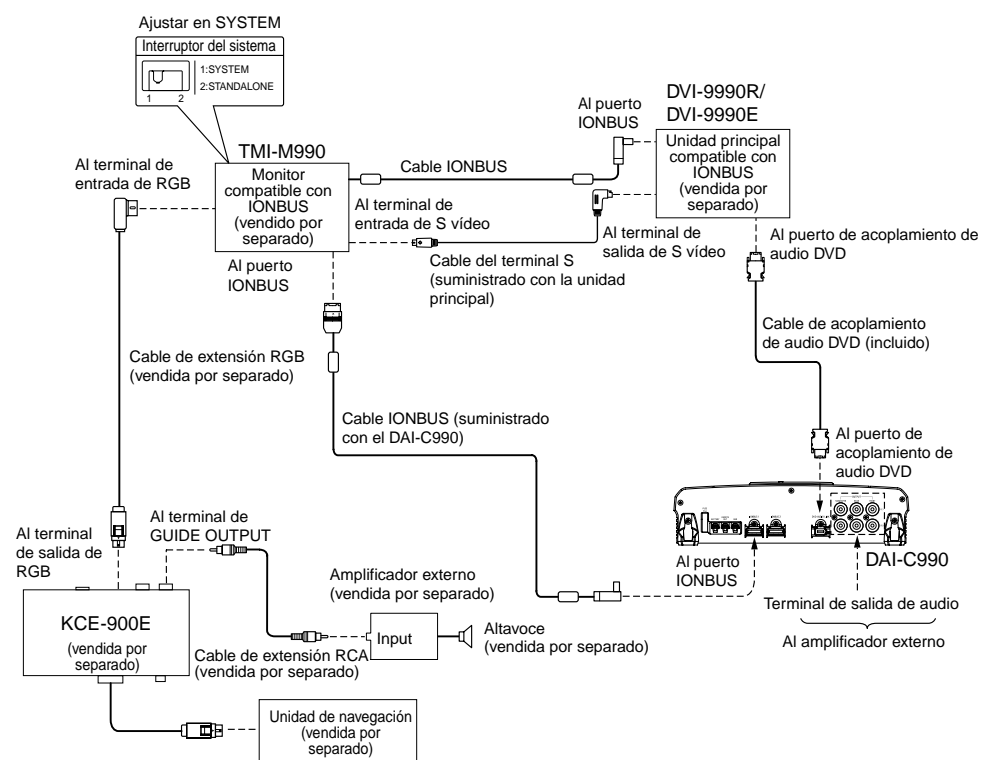 Ajustar en SYSTEM
Interruptor del sistema
1:SYSTEM
2:STANDALONE
1 2
DVI-9990R/
DVI-9990E
Al puerto
IONBUS
Unidad principal
compatible con
IONBUS
(vendida por
separado)
TMI-M990
Monitor
compatible con
IONBUS
(vendido por
separado)
Cable IONBUS
Al terminal de
entrada de RGB
Al terminal de
entrada de S vídeo
Al terminal de
salida de S vídeo
Al puerto de acoplamiento de
audio DVD
Al puerto
IONBUS
Cable del terminal S
(suministrado con la unidad
principal)
Cable de acoplamiento
de audio DVD (incluido)
Cable de extensión RGB
(vendida por separado)
Cable IONBUS (suministrado
con el DAI-C990)
Al puerto de
acoplamiento de
audio DVD
Al terminal
de salida de
RGB
Al terminal de
GUIDE OUTPUT
Al puerto
IONBUS
DAI-C990
Amplificador externo
(vendida por separado)
Terminal de salida de audio
Al amplificador externo
KCE-900E
(vendida por
separado)
Input
Altavoce
(vendida por separado)
Cable de extensión RCA
(vendida por separado)
Unidad de navegación
(vendida por
separado)